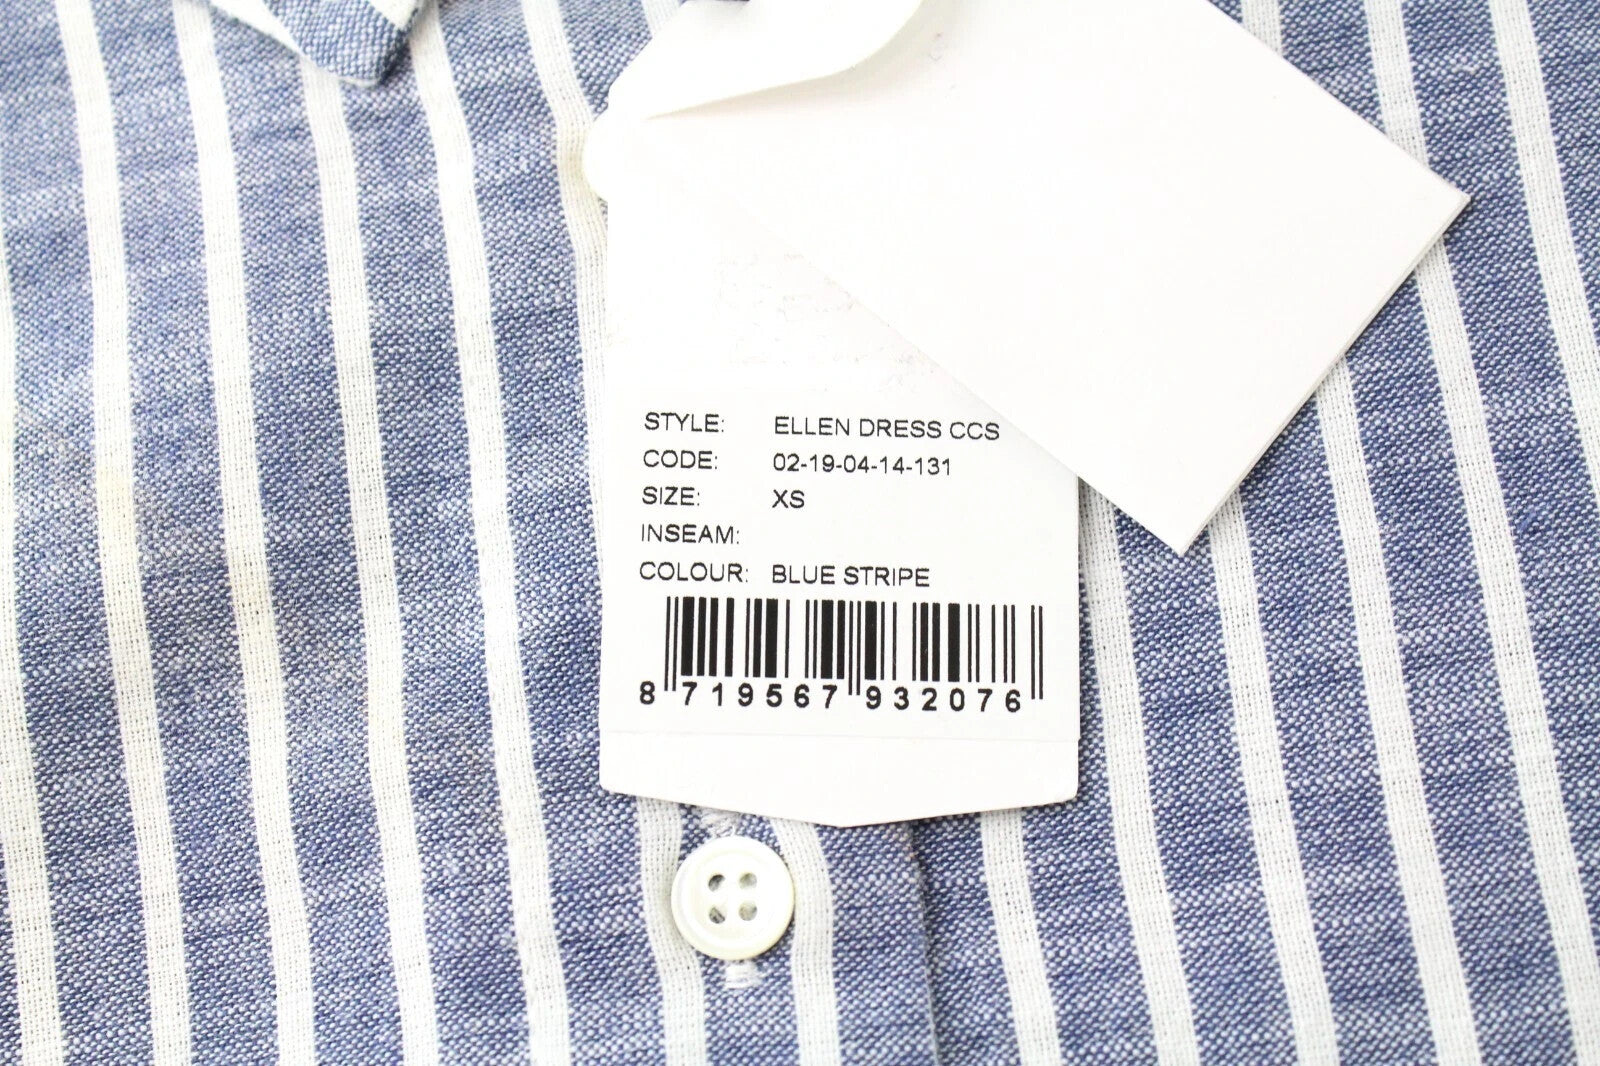 STYLE: ELLEN DRESS CCS
CODE: 02-19-04-14-131
SIZE: XS
INSEAM:
COLOUR: BLUE STRIPE
8 719567 932076